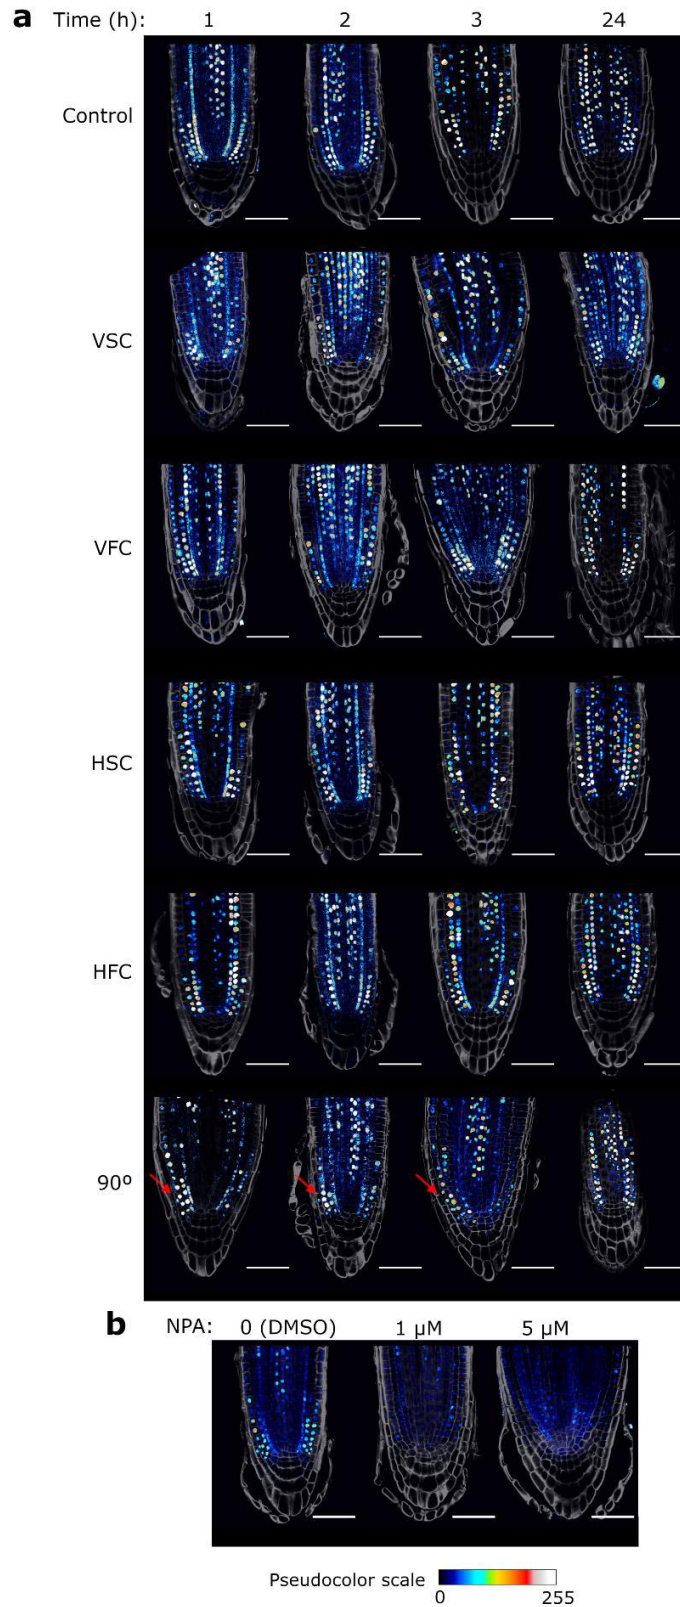 a Time (h): 1 2 3 24
Control
VSC
VFC
HSC
HFC
90º
b NPA: 0 (DMSO) 1 µM 5 µM
Pseudocolor scale
0 255